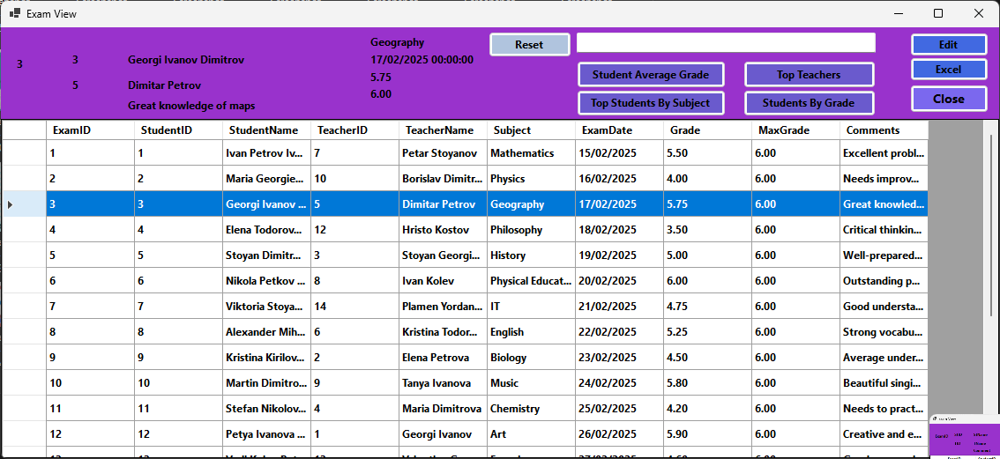 Exam View
Geography Reset
3 Georgi Ivanov Dimitrov 17/02/2025 00:00:00 Edit
3 5.75 Student Average Grade Top Teachers Excel
5 Dimitar Petrov 6.00 Top Students By Subject Students By Grade Close
Great knowledge of maps
ExamID StudentID StudentName TeacherID TeacherName Subject ExamDate Grade MaxGrade Comments
1 1 Ivan Petrov Iv... 7 Petar Stoyanov Mathematics 15/02/2025 5.50 6.00 Excellent probl...
2 2 Maria Georgie... 10 Borislav Dimitr... Physics 16/02/2025 4.00 6.00 Needs improv...
3 3 Georgi Ivanov ... 5 Dimitar Petrov Geography 17/02/2025 5.75 6.00 Great knowled...
4 4 Elena Todorov... 12 Hristo Kostov Philosophy 18/02/2025 3.50 6.00 Critical thinkin...
5 5 Stoyan Dimitr... 3 Stoyan Georgi... History 19/02/2025 5.00 6.00 Well-prepared...
6 6 Nikola Petkov ... 8 Ivan Kolev Physical Educat... 20/02/2025 6.00 6.00 Outstanding p...
7 7 Viktoria Stoya... 14 Plamen Yordan... IT 21/02/2025 4.75 6.00 Good understa...
8 8 Alexander Mih... 6 Kristina Todor... English 22/02/2025 5.25 6.00 Strong vocabu...
9 9 Kristina Kirilov... 2 Elena Petrova Biology 23/02/2025 4.50 6.00 Average under...
10 10 Martin Dimitro... 9 Tanya Ivanova Music 24/02/2025 5.80 6.00 Beautiful singi...
11 11 Stefan Nikolov... 4 Maria Dimitrova Chemistry 25/02/2025 4.20 6.00 Needs to pract...
12 12 Petya Ivanova ... 1 Georgi Ivanov Art 26/02/2025 5.90 6.00 Creative and e...